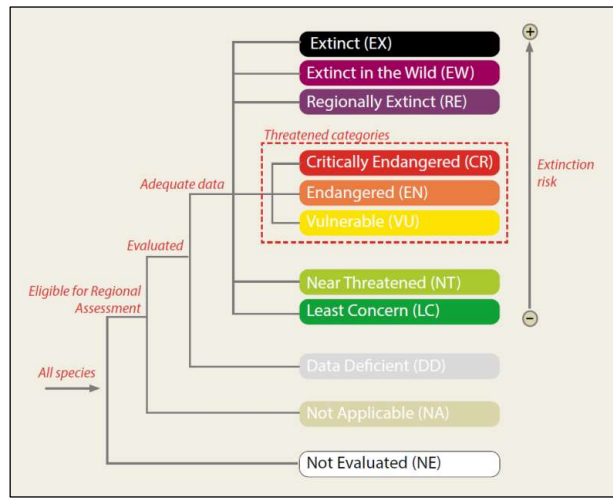 Extinct (EX)
Extinct in the Wild (EW)
Regionally Extinct (RE)
Threatened categories
Critically Endangered (CR)
Adequate data
Endangered (EN)
Extinction
risk
Vulnerable (VU)
Evaluated
Near Threatened (NT)
Eligible for Regional
Assessment
Least Concern (LC)
All species
Data Deficient (DD)
Not Applicable (NA)
Not Evaluated (NE)
+
−